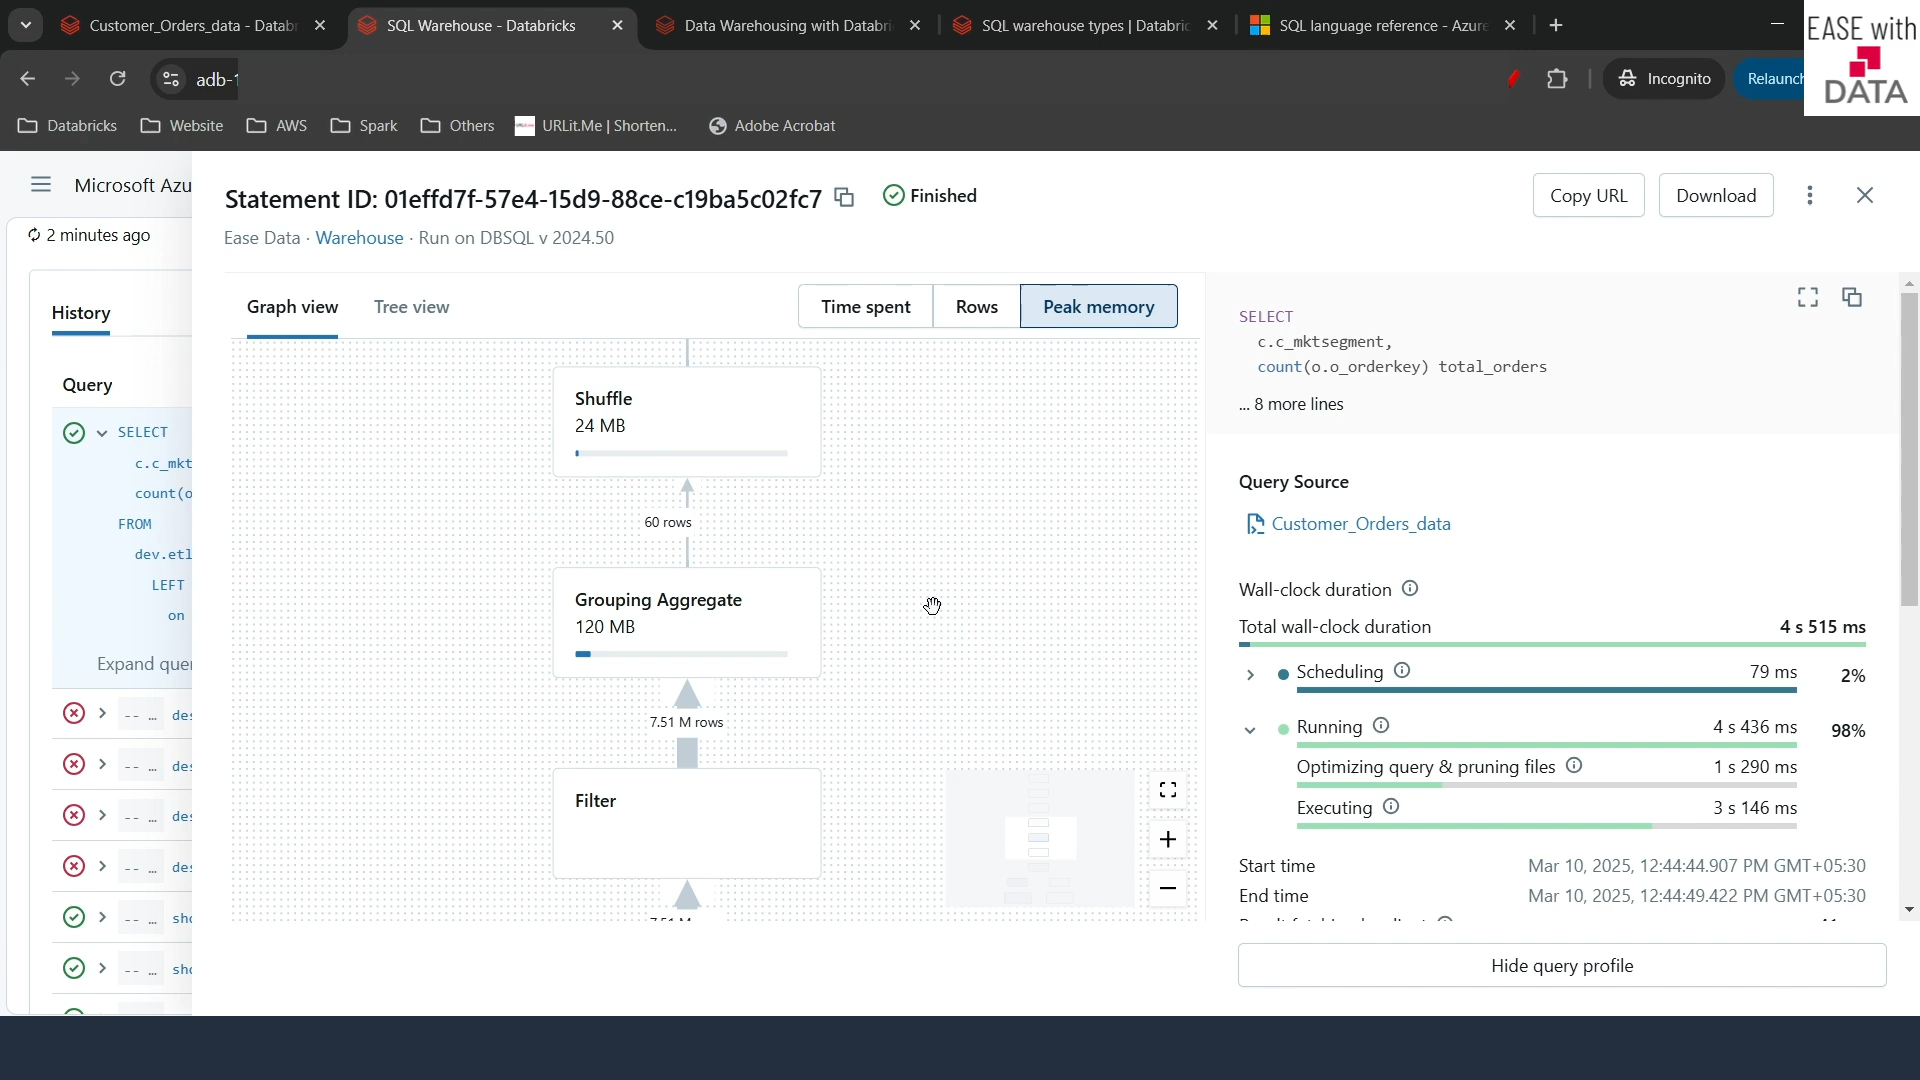 Customer_Orders_data - Datab
SQL Warehouse - Databricks
Data Warehousing with Databri
SQL warehouse types | Databric
SQL language reference - Azure
EASE with
DATA
adb-1
Incognito
Relaunch
Databricks
Website
AWS
Spark
Others
URLit.Me | Shorten...
Adobe Acrobat
Microsoft Azu
2 minutes ago
History
Query
SELECT
c.c_mkt
count(o
FROM
dev.etl
LEFT
on
Expand quer
-- … des
-- … des
-- … des
-- … des
-- … sho
-- … sho
Statement ID: 01effd7f-57e4-15d9-88ce-c19ba5c02fc7
Finished
Copy URL
Download
Ease Data · Warehouse · Run on DBSQL v 2024.50
Graph view
Tree view
Time spent
Rows
Peak memory
Shuffle
24 MB
60 rows
Grouping Aggregate
120 MB
7.51 M rows
Filter
SELECT
c.c_mktsegment,
count(o.o_orderkey) total_orders
... 8 more lines
Query Source
Customer_Orders_data
Wall-clock duration
Total wall-clock duration 4 s 515 ms
Scheduling 79 ms 2%
Running 4 s 436 ms 98%
Optimizing query & pruning files 1 s 290 ms
Executing 3 s 146 ms
Start time Mar 10, 2025, 12:44:44.907 PM GMT+05:30
End time Mar 10, 2025, 12:44:49.422 PM GMT+05:30
Hide query profile